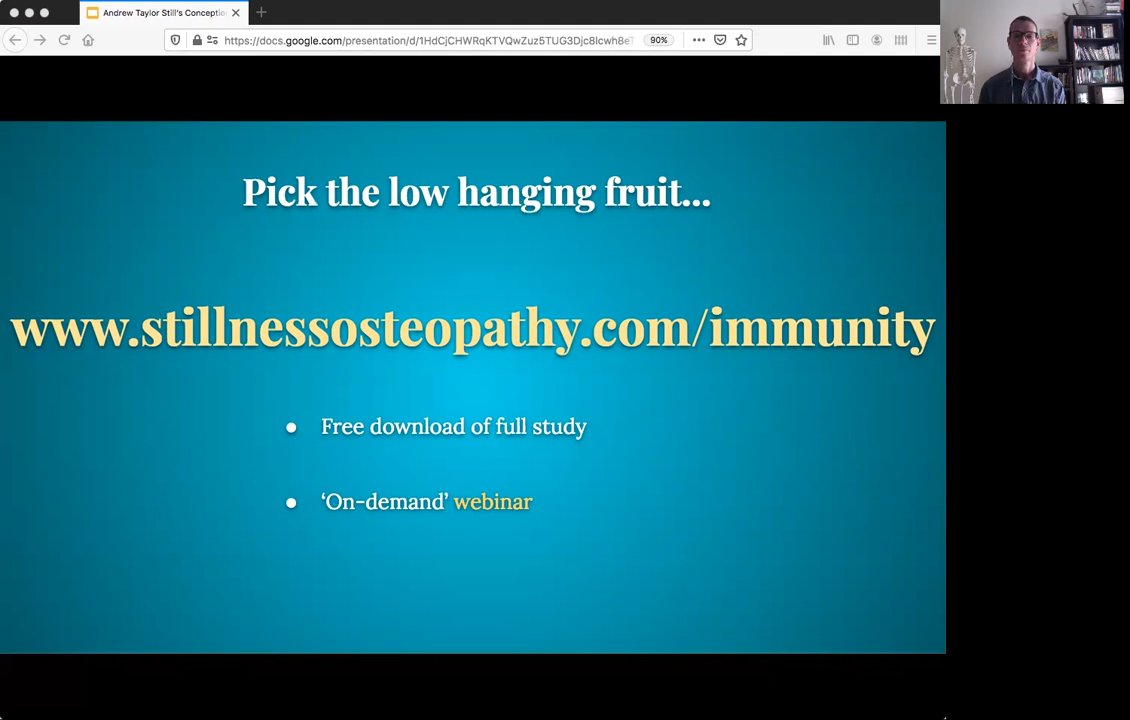 Andrew Taylor Still's Conceptio
https://docs.google.com/presentation/d/1HdCjCHWRqKTVQwZuz5TUG3Djc8lcwh8eT
90%
Pick the low hanging fruit...
www.stillnessosteopathy.com/immunity
● Free download of full study
● ‘On-demand’ webinar